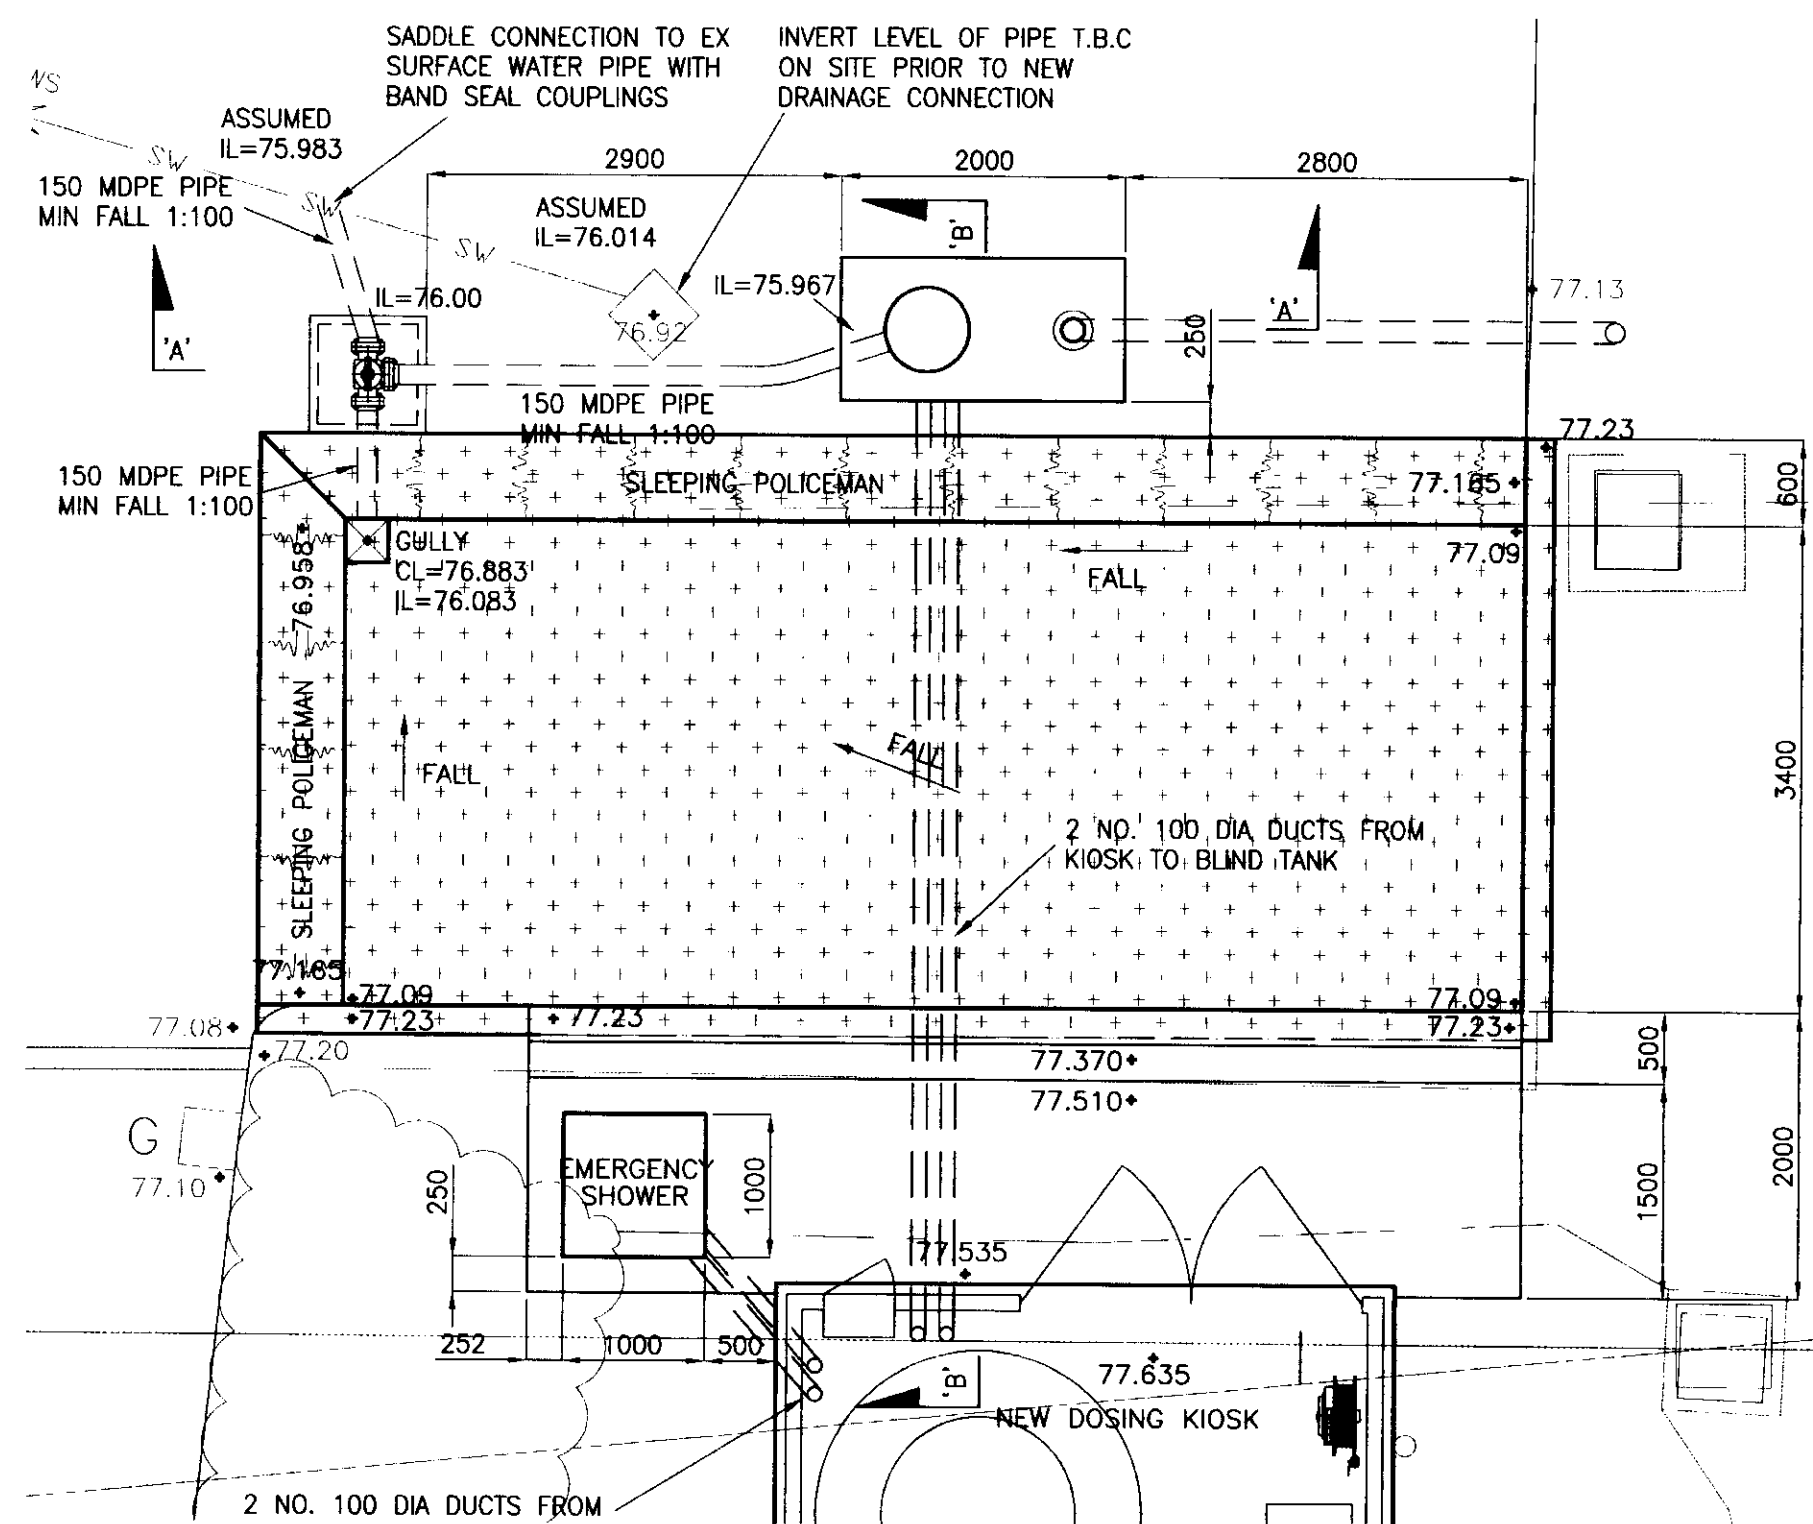 SADDLE CONNECTION TO EX
SURFACE WATER PIPE WITH
BAND SEAL COUPLINGS
INVERT LEVEL OF PIPE T.B.C
ON SITE PRIOR TO NEW
DRAINAGE CONNECTION
ASSUMED
IL=75.983
SW
150 MDPE PIPE
MIN FALL 1:100
SW
2900
2000
2800
ASSUMED
IL=76.014
SW
'B'
'A'
IL=76.00
76.92
IL=75.967
'A'
250
77.13
150 MDPE PIPE
MIN FALL 1:100
77.23
150 MDPE PIPE
MIN FALL 1:100
SLEEPING POLICEMAN
77.165
600
76.958
GULLY
CL=76.883
IL=76.083
77.09
FALL
SLEEPING POLICEMAN
FALL
FALL
3400
2 NO. 100 DIA DUCTS FROM
KIOSK TO BLIND TANK
77.165
77.09
77.09
77.08
77.23
77.23
77.23
77.20
77.370
77.510
500
G
77.10
EMERGENCY
SHOWER
250
1000
1500
2000
77.535
252
1000
500
'B'
77.635
NEW DOSING KIOSK
2 NO. 100 DIA DUCTS FROM